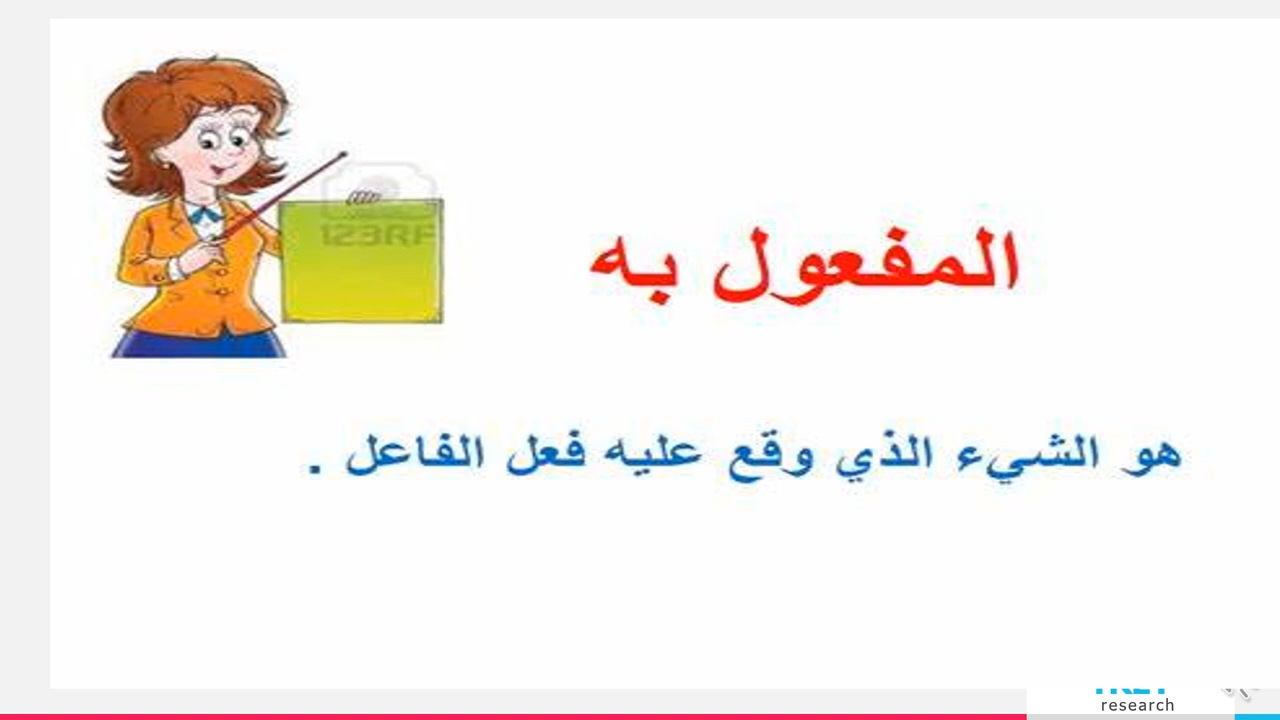 123RF
المفعول به
هو الشيء الذي وقع عليه فعل الفاعل .
research